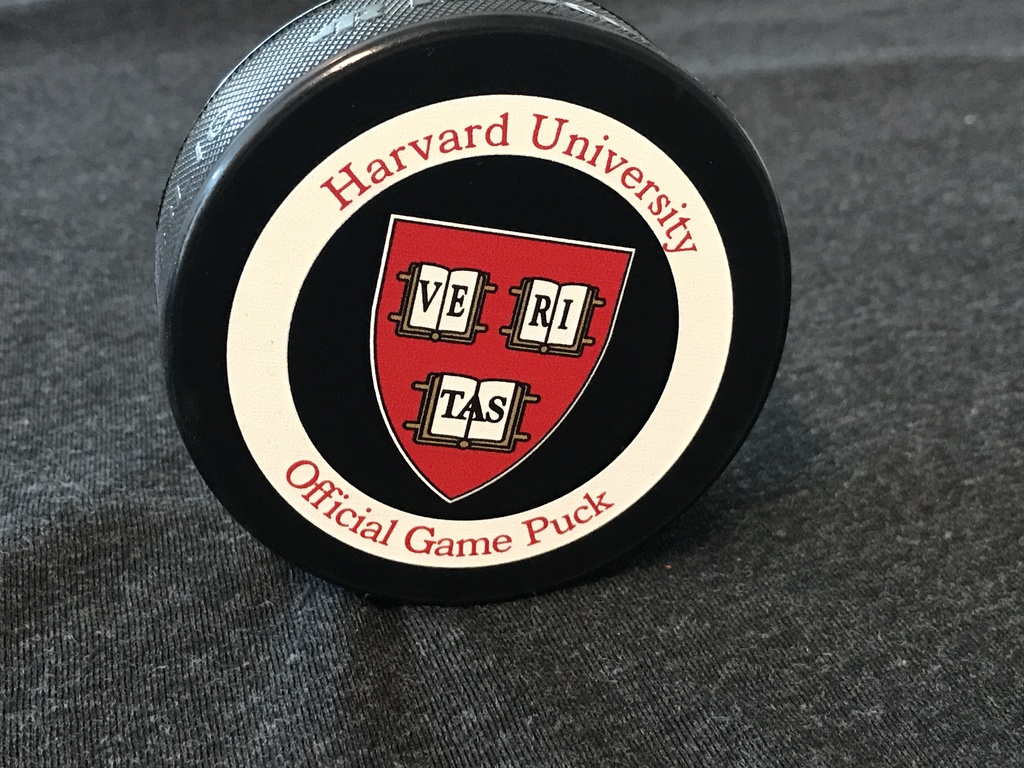 Harvard University
VE RI
TAS
Official Game Puck